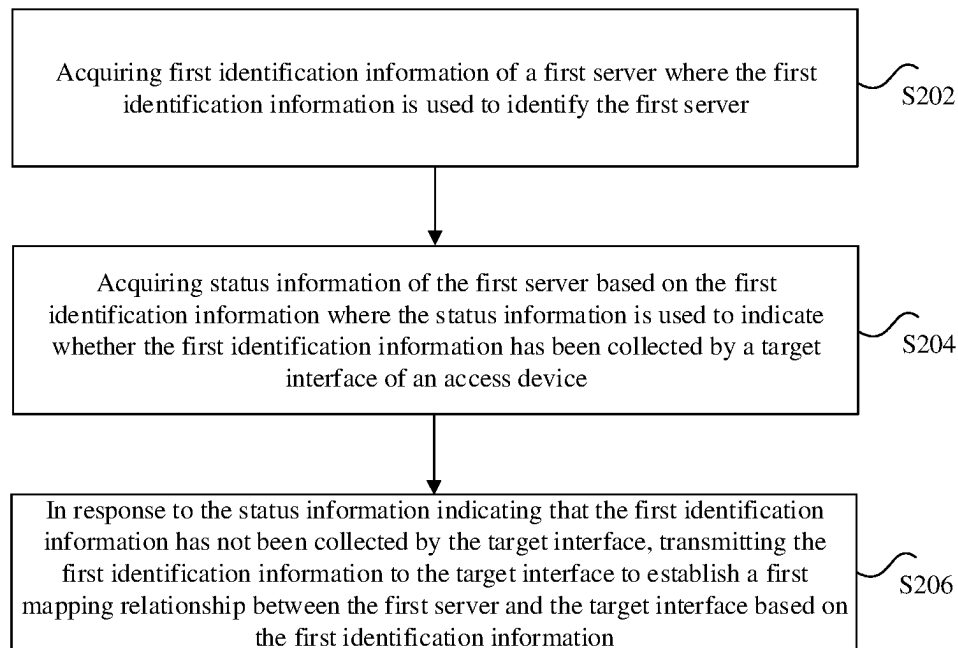 Acquiring first identification information of a first server where the first
identification information is used to identify the first server
S202
Acquiring status information of the first server based on the first
identification information where the status information is used to indicate
whether the first identification information has been collected by a target
interface of an access device
S204
In response to the status information indicating that the first identification
information has not been collected by the target interface, transmitting the
first identification information to the target interface to establish a first
mapping relationship between the first server and the target interface based on
the first identification information
S206